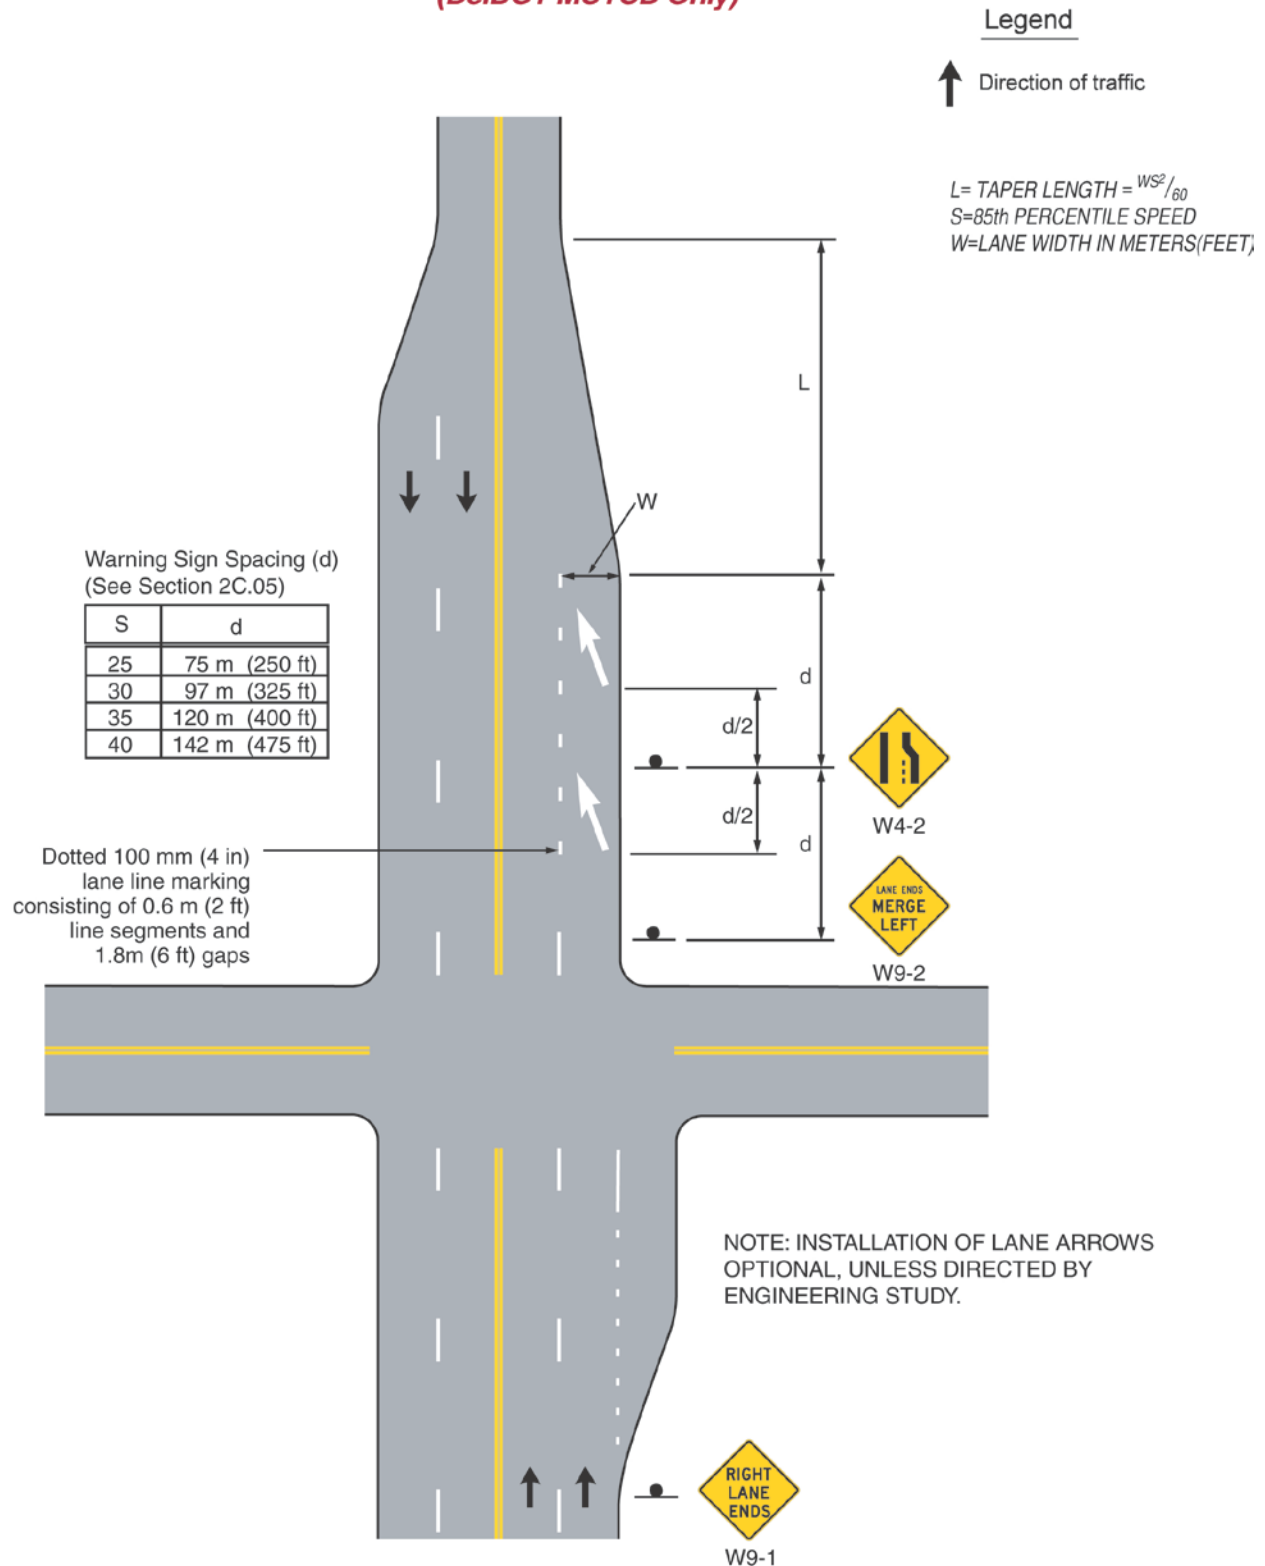 (DelDOT MUTCD Only)
Legend
Direction of traffic
L= TAPER LENGTH = WS²/60
S=85th PERCENTILE SPEED
W=LANE WIDTH IN METERS(FEET)
L
W
Warning Sign Spacing (d)
(See Section 2C.05)
S d
25 75 m (250 ft)
30 97 m (325 ft)
35 120 m (400 ft)
40 142 m (475 ft)
d
d/2
W4-2
d/2
d
Dotted 100 mm (4 in)
lane line marking
consisting of 0.6 m (2 ft)
line segments and
1.8m (6 ft) gaps
LANE ENDS
MERGE
LEFT
W9-2
NOTE: INSTALLATION OF LANE ARROWS
OPTIONAL, UNLESS DIRECTED BY
ENGINEERING STUDY.
RIGHT
LANE
ENDS
W9-1